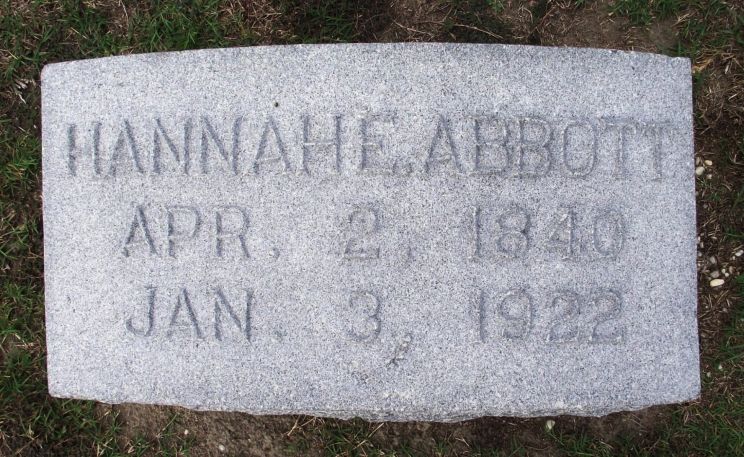 HANNAH E. ABBOTT
APR. 2, 1840
JAN. 3, 1922